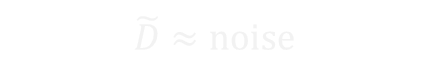 D̃ ≈ noise